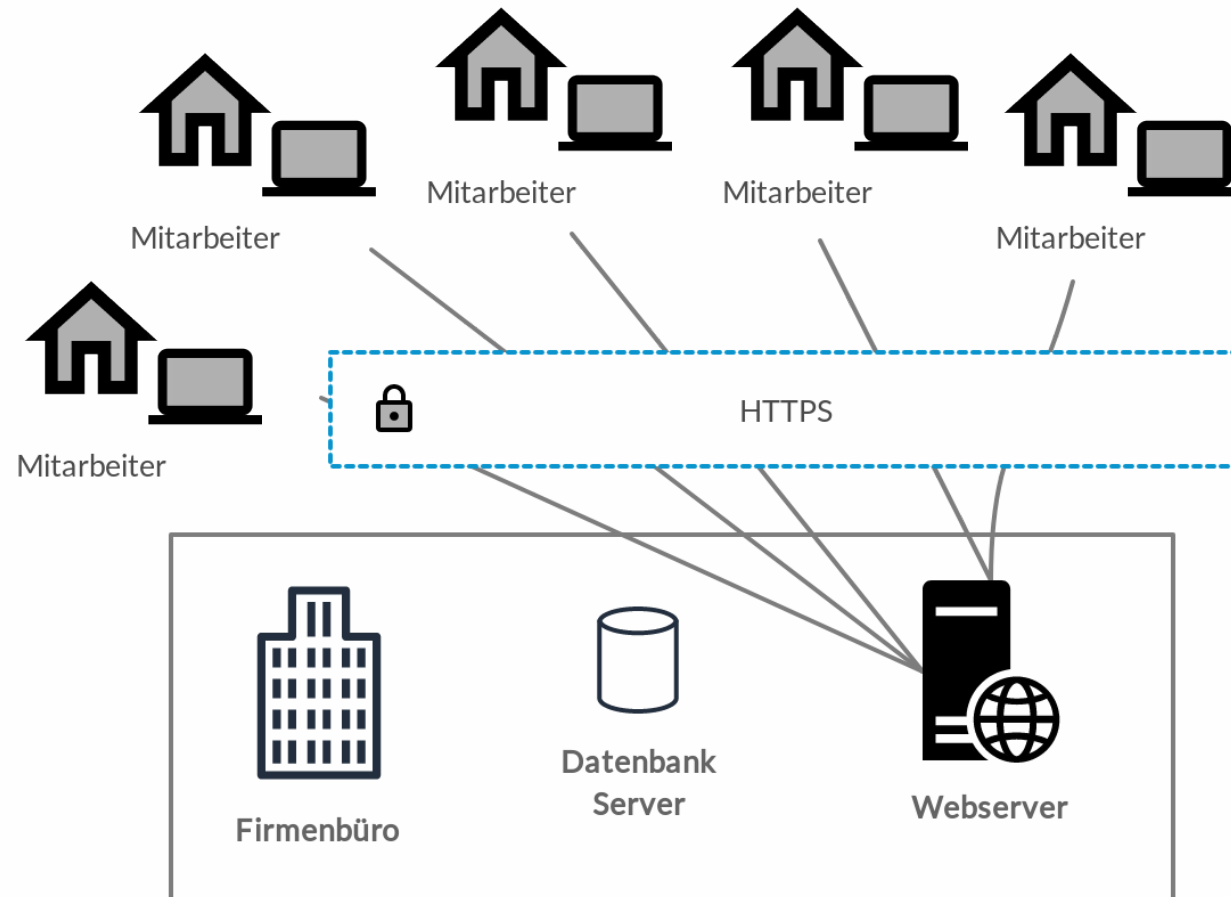 Mitarbeiter
Mitarbeiter
Mitarbeiter
Mitarbeiter
Mitarbeiter
HTTPS
Datenbank
Server
Webserver
Firmenbüro